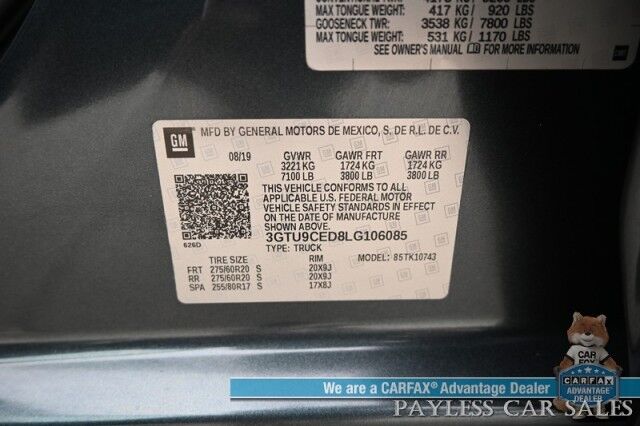 MAX TONGUE WEIGHT: 417 KG / 920 LBS
GOOSENECK TWR: 3538 KG / 7800 LBS
MAX TONGUE WEIGHT: 531 KG / 1170 LBS
SEE OWNER'S MANUAL FOR MORE INFORMATION
GM
GM MFD BY GENERAL MOTORS DE MEXICO, S. DE R.L. DE C.V.
08/19 GVWR GAWR FRT GAWR RR
3221 KG 1724 KG 1724 KG
7100 LB 3800 LB 3800 LB
THIS VEHICLE CONFORMS TO ALL
APPLICABLE U.S. FEDERAL MOTOR
VEHICLE SAFETY STANDARDS IN
EFFECT ON THE DATE OF MANUFACTURE
SHOWN ABOVE.
3GTU9CED8LG106085
626D
TYPE: TRUCK MODEL: 85TK10743
TIRE SIZE RIM
FRT 275/60R20 S 20X9J
RR 275/60R20 S 20X9J
SPA 255/80R17 S 17X8J
CAR
FOX
We are a CARFAX® Advantage Dealer
CARFAX
ADVANTAGE
DEALER
PAYLESS CAR SALES